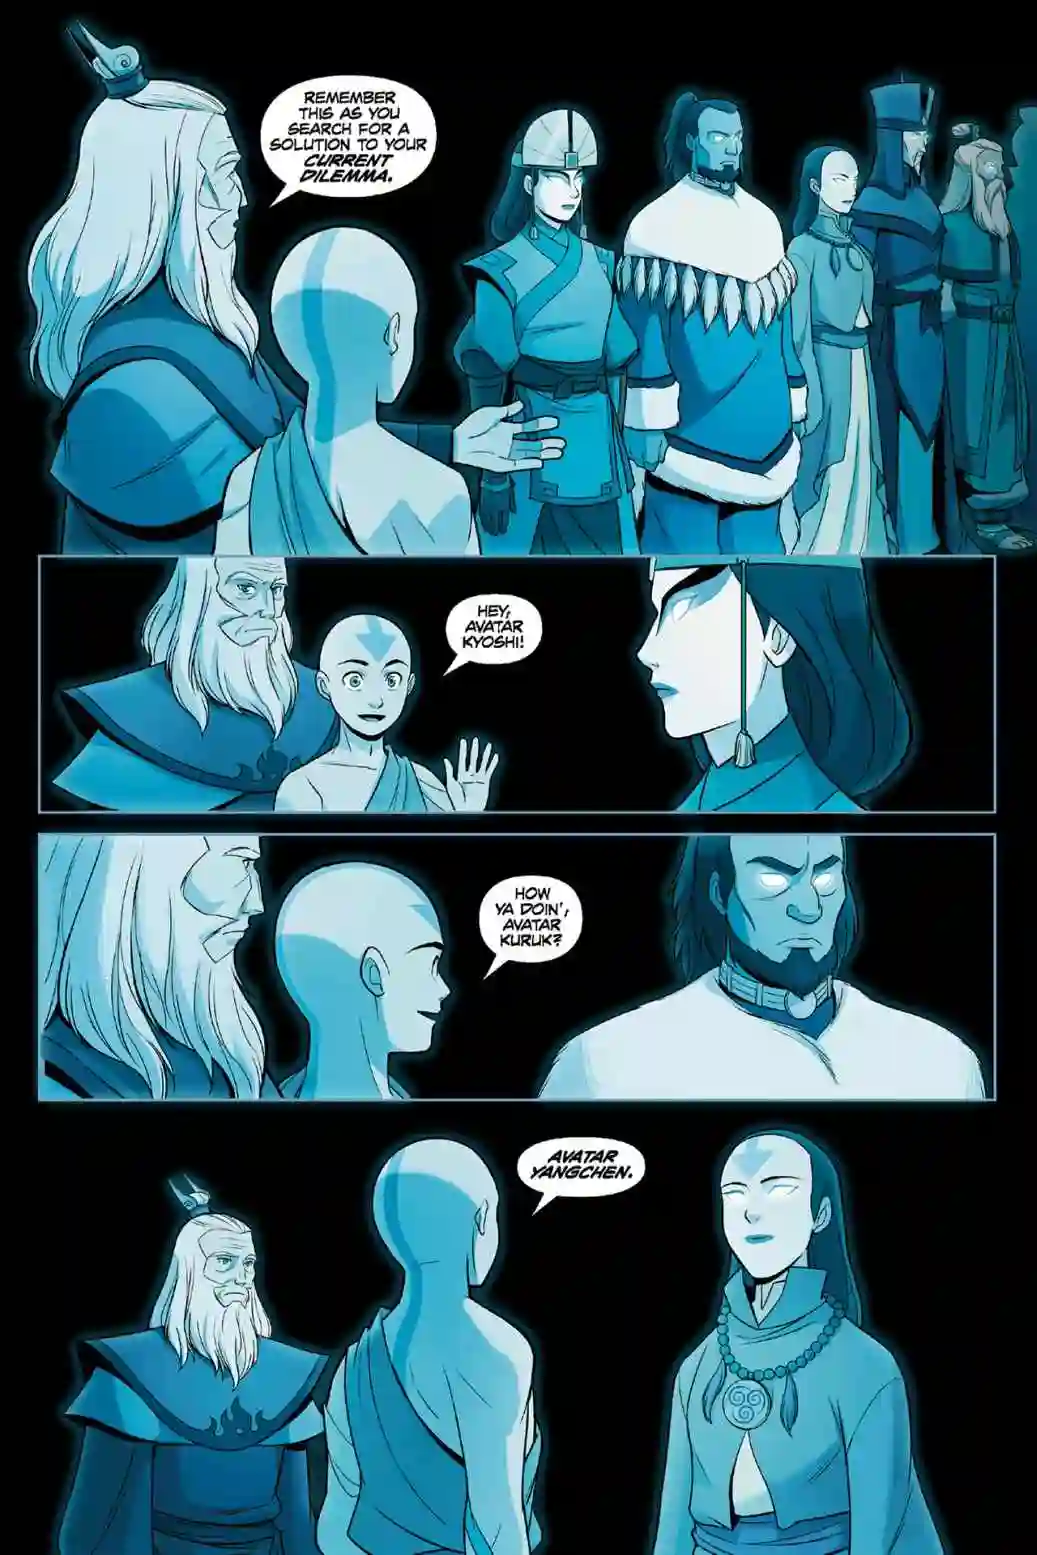 REMEMBER
THIS AS YOU
SEARCH FOR A
SOLUTION TO YOUR
CURRENT
DILEMMA.
HEY,
AVATAR
KYOSHI!
HOW
YA DOIN',
AVATAR
KURUK?
AVATAR
YANGCHEN.